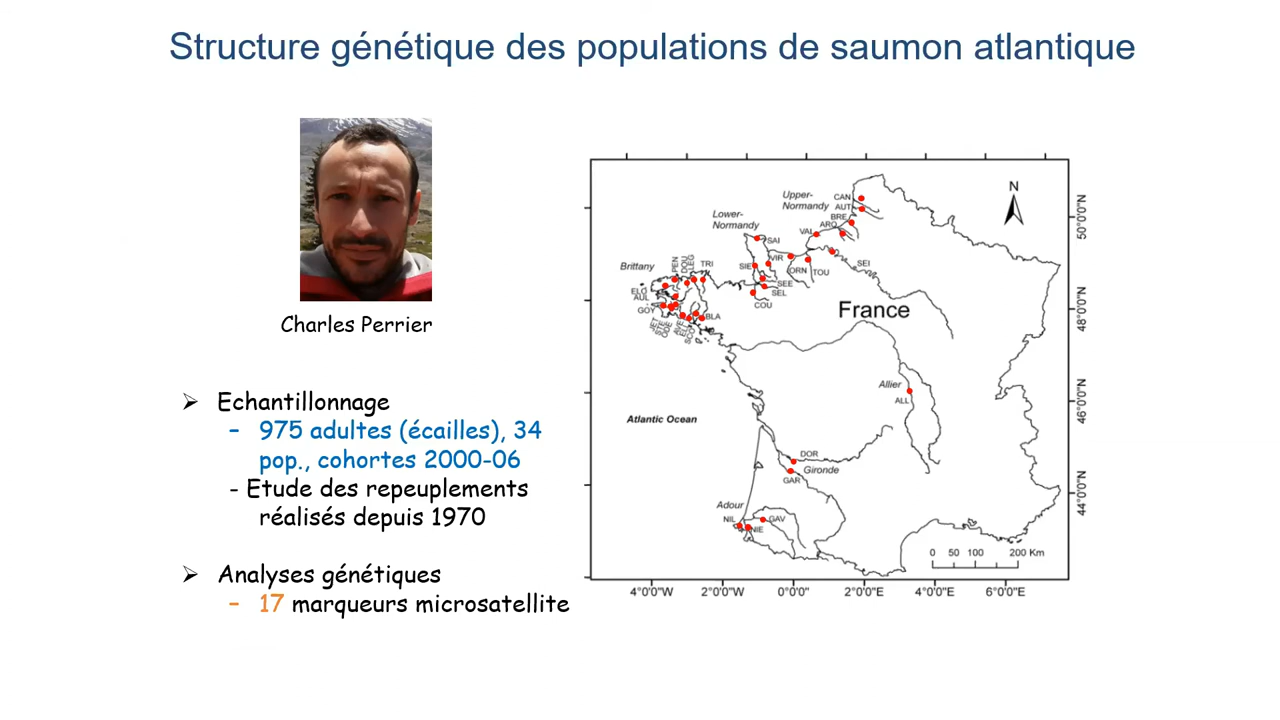 Structure génétique des populations de saumon atlantique
Charles Perrier
➢ Echantillonnage
– 975 adultes (écailles), 34
pop., cohortes 2000-06
- Etude des repeuplements
réalisés depuis 1970
➢ Analyses génétiques
– 17 marqueurs microsatellite
N
Upper-
Normandy
CAN
AUT
BRE
ARQ
VAL
Lower-
Normandy
SAI
VIR
SIE
ORN
TOU
SEI
SEE
SEL
COU
Brittany
PEN
DOU
LEG
TRI
ELO
AUL
GOY
BLA
SCO
France
Allier
ALL
Atlantic Ocean
DOR
Gironde
GAR
Adour
NIL
NIE
GAV
0 50 100 200 Km
50°0'0"N
48°0'0"N
46°0'0"N
44°0'0"N
4°0'0"W 2°0'0"W 0°0'0" 2°0'0"E 4°0'0"E 6°0'0"E